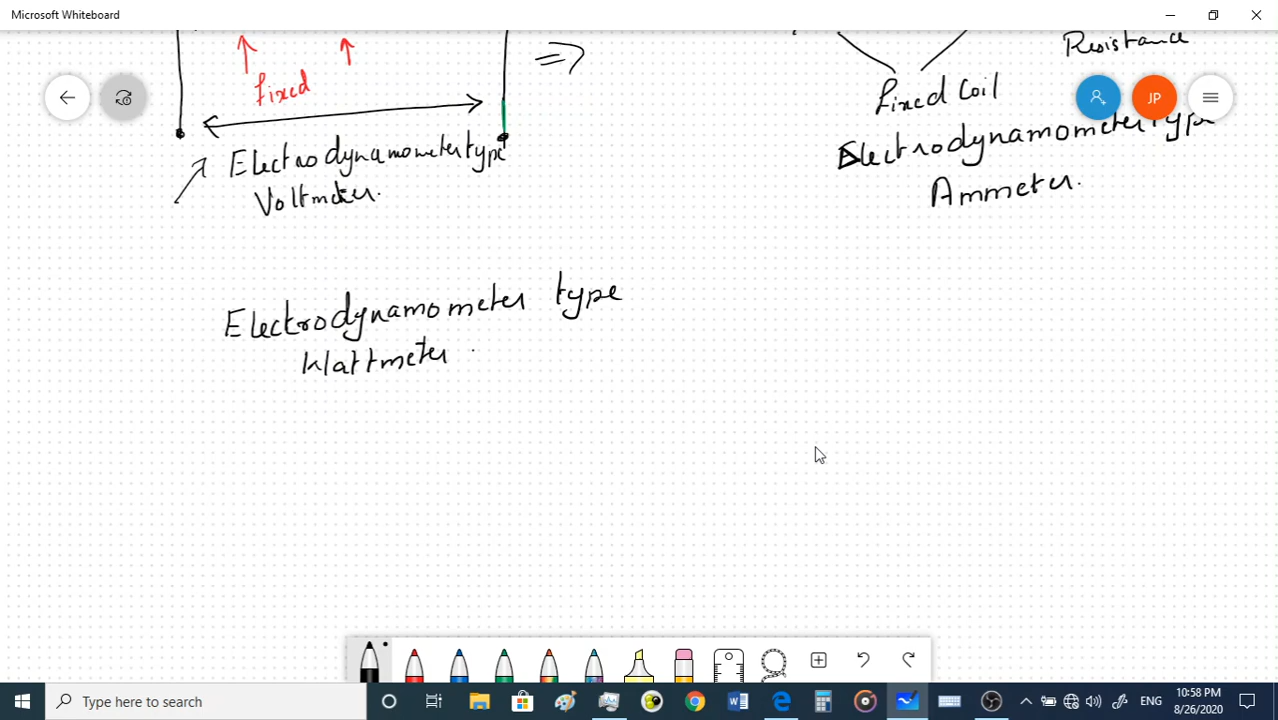 Microsoft Whiteboard
fixed
=>
Resistance
Fixed Coil
JP
Electrodynamometer type
Voltmeter.
Electrodynamometer Type
Ammeter.
Electrodynamometer type
Wattmeter.
Type here to search
ENG
10:58 PM
8/26/2020